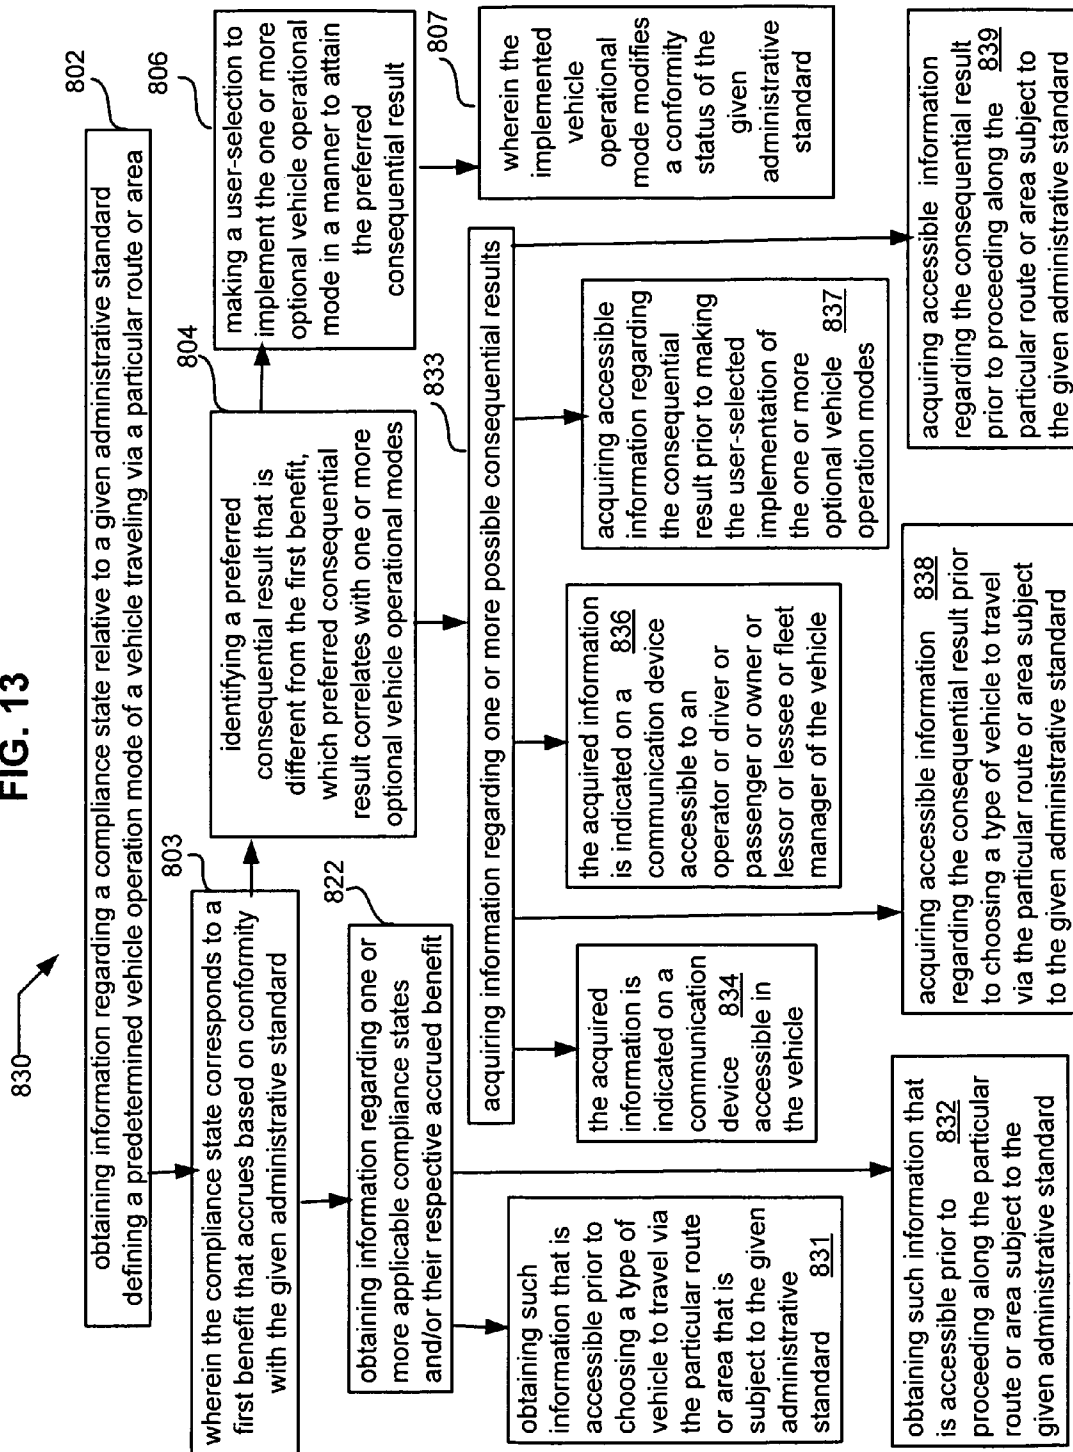 FIG. 13
830
802
obtaining information regarding a compliance state relative to a given administrative standard
defining a predetermined vehicle operation mode of a vehicle traveling via a particular route or area
803
wherein the compliance state corresponds to a
first benefit that accrues based on conformity
with the given administrative standard
804
identifying a preferred
consequential result that is
different from the first benefit,
which preferred consequential
result correlates with one or more
optional vehicle operational modes
806
making a user-selection to
implement the one or more
optional vehicle operational
mode in a manner to attain
the preferred
consequential result
807
wherein the
implemented
vehicle
operational
mode modifies
a conformity
status of the
given
administrative
standard
822
obtaining information regarding one or
more applicable compliance states
and/or their respective accrued benefit
833
acquiring information regarding one or more possible consequential results
obtaining such
information that is
accessible prior to
choosing a type of
vehicle to travel via
the particular route
or area that is
subject to the given
administrative
standard 831
obtaining such information that
is accessible prior to 832
proceeding along the particular
route or area subject to the
given administrative standard
the acquired
information is
indicated on a
communication
device 834
accessible in
the vehicle
the acquired information
is indicated on a 836
communication device
accessible to an
operator or driver or
passenger or owner or
lessor or lessee or fleet
manager of the vehicle
acquiring accessible
information regarding
the consequential
result prior to making
the user-selected
implementation of
the one or more
optional vehicle 837
operation modes
acquiring accessible information 838
regarding the consequential result prior
to choosing a type of vehicle to travel
via the particular route or area subject
to the given administrative standard
acquiring accessible information
regarding the consequential result
prior to proceeding along the 839
particular route or area subject to
the given administrative standard